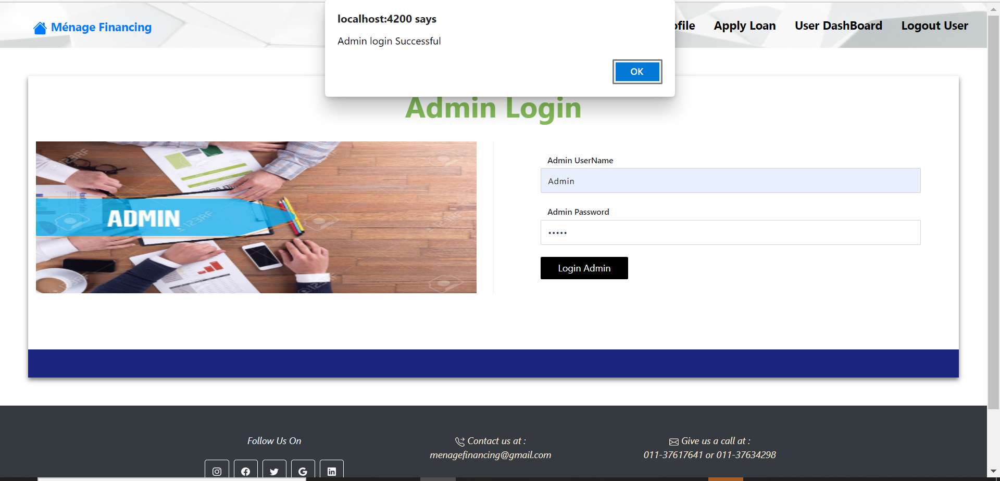 localhost:4200 says
Admin login Successful
OK
Ménage Financing
Apply Loan
User DashBoard
Logout User
Admin Login
ADMIN
123RF
Admin UserName
Admin
Admin Password
•••••
Login Admin
Follow Us On
Contact us at :
menagefinancing@gmail.com
Give us a call at :
011-37617641 or 011-37634298